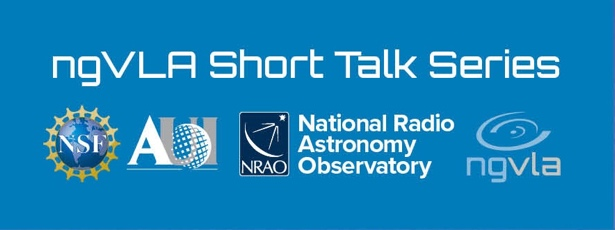 ngVLA Short Talk Series
NSF
AUI
NRAO
National Radio
Astronomy
Observatory
ngvla